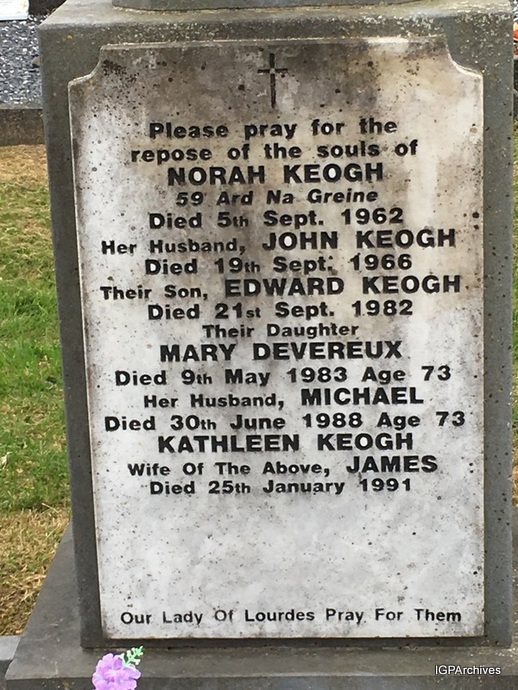 Please pray for the
repose of the souls of
NORAH KEOGH
59 Ard Na Greine
Died 5th Sept. 1962
Her Husband, JOHN KEOGH
Died 19th Sept. 1966
Their Son, EDWARD KEOGH
Died 21st Sept. 1982
Their Daughter
MARY DEVEREUX
Died 9th May 1983 Age 73
Her Husband, MICHAEL
Died 30th June 1988 Age 73
KATHLEEN KEOGH
Wife Of The Above, JAMES
Died 25th January 1991
Our Lady Of Lourdes Pray For Them
IGPArchives